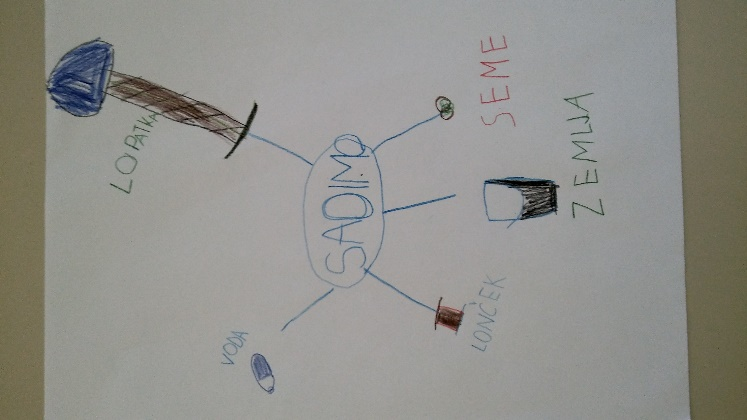 LOPATKA
VODA
SADIMO
LONČEK
SEME
ZEMLJA